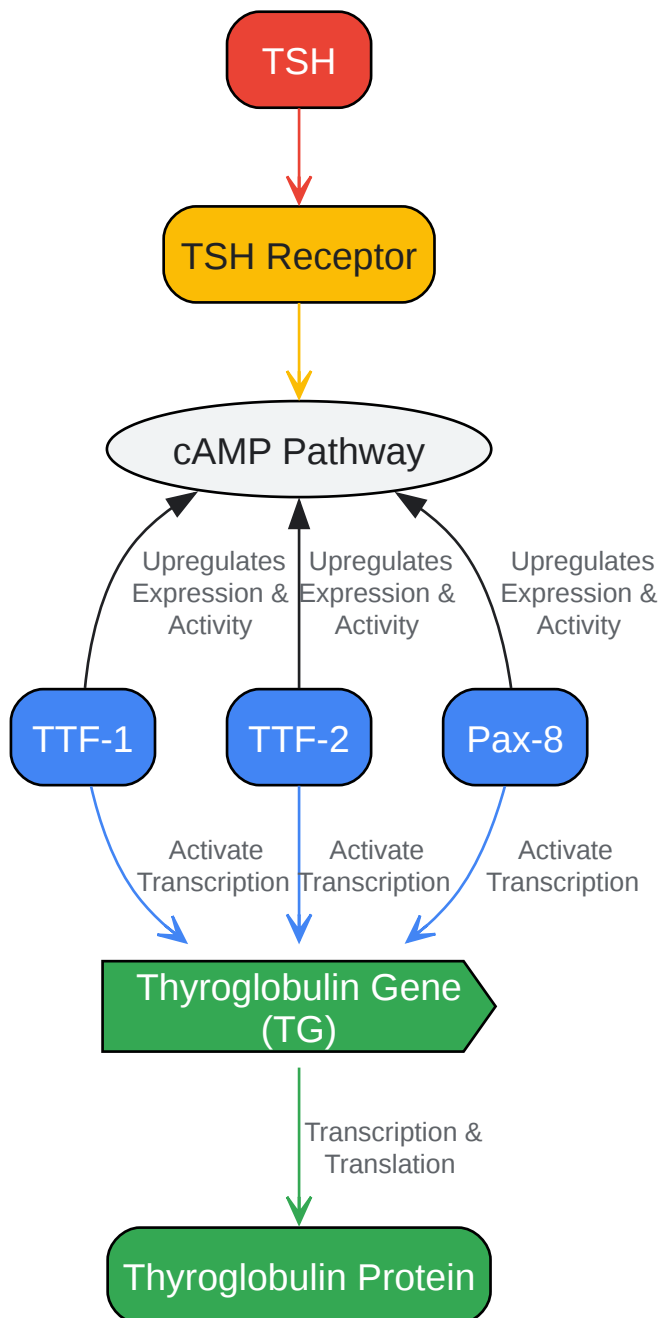 TSH
TSH Receptor
cAMP Pathway
Upregulates
Expression &
Activity
Upregulates
Expression &
Activity
Upregulates
Expression &
Activity
TTF-1
TTF-2
Pax-8
Activate
Transcription
Activate
Transcription
Activate
Transcription
Thyroglobulin Gene
(TG)
Transcription &
Translation
Thyroglobulin Protein